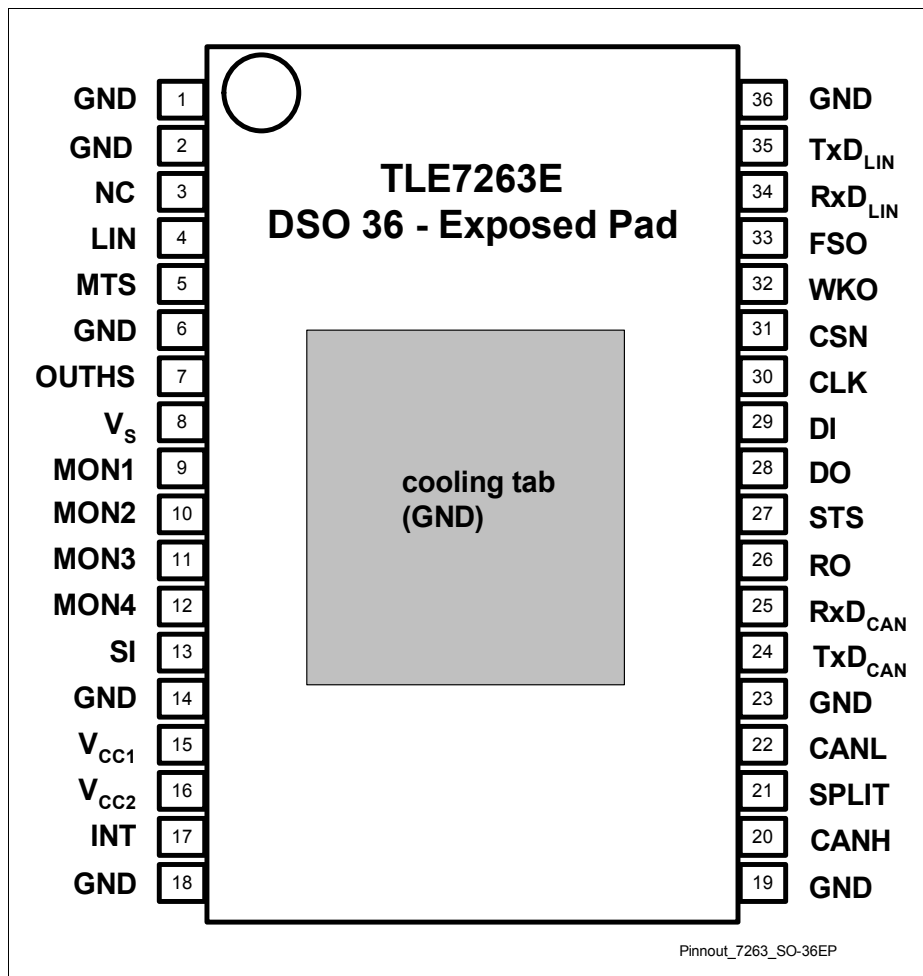 TLE7263E
DSO 36 - Exposed Pad
cooling tab
(GND)
GND 1
GND 2
NC 3
LIN 4
MTS 5
GND 6
OUTHS 7
VS 8
MON1 9
MON2 10
MON3 11
MON4 12
SI 13
GND 14
VCC1 15
VCC2 16
INT 17
GND 18
36 GND
35 TxDLIN
34 RxDLIN
33 FSO
32 WKO
31 CSN
30 CLK
29 DI
28 DO
27 STS
26 RO
25 RxDCAN
24 TxDCAN
23 GND
22 CANL
21 SPLIT
20 CANH
19 GND
Pinnout_7263_SO-36EP